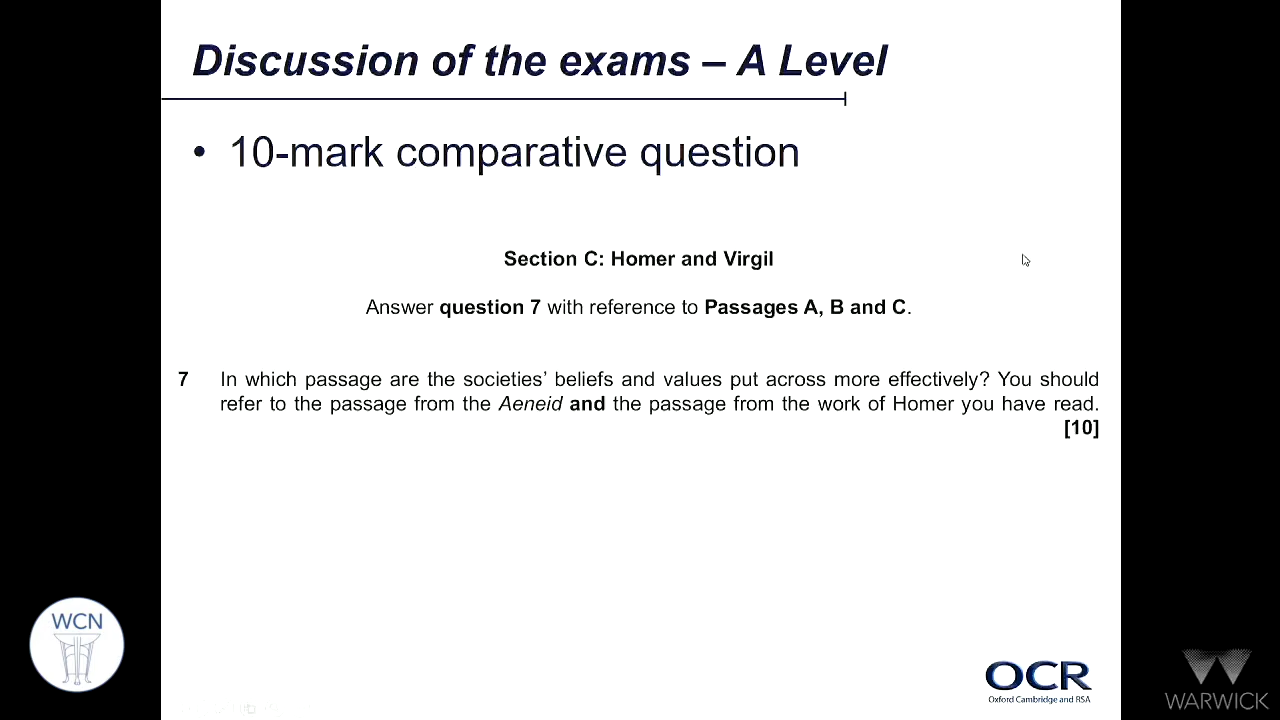 Discussion of the exams – A Level
• 10-mark comparative question
Section C: Homer and Virgil
Answer question 7 with reference to Passages A, B and C.
7 In which passage are the societies' beliefs and values put across more effectively? You should
refer to the passage from the Aeneid and the passage from the work of Homer you have read.
[10]
WCN
OCR
Oxford Cambridge and RSA
WARWICK